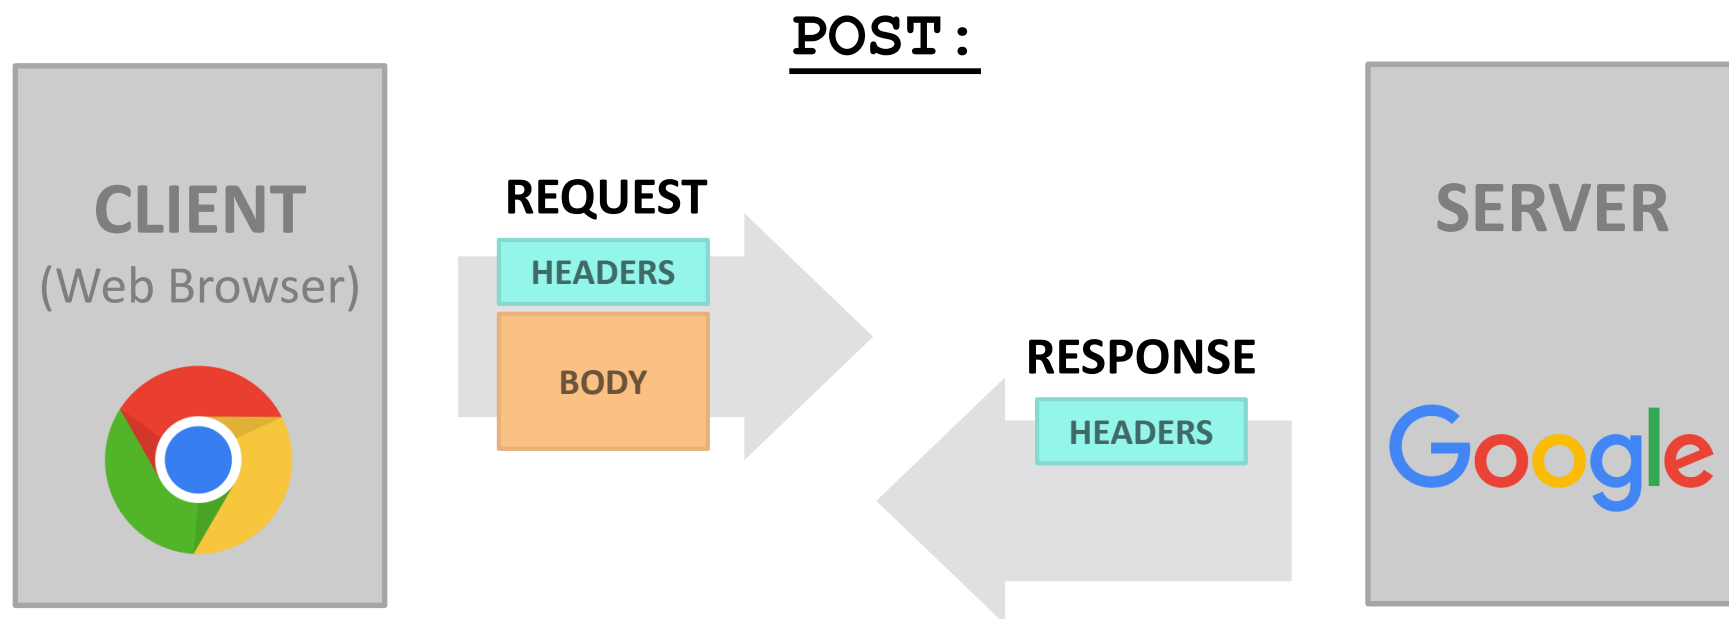 POST:
CLIENT
(Web Browser)
REQUEST
HEADERS
BODY
RESPONSE
HEADERS
SERVER
Google